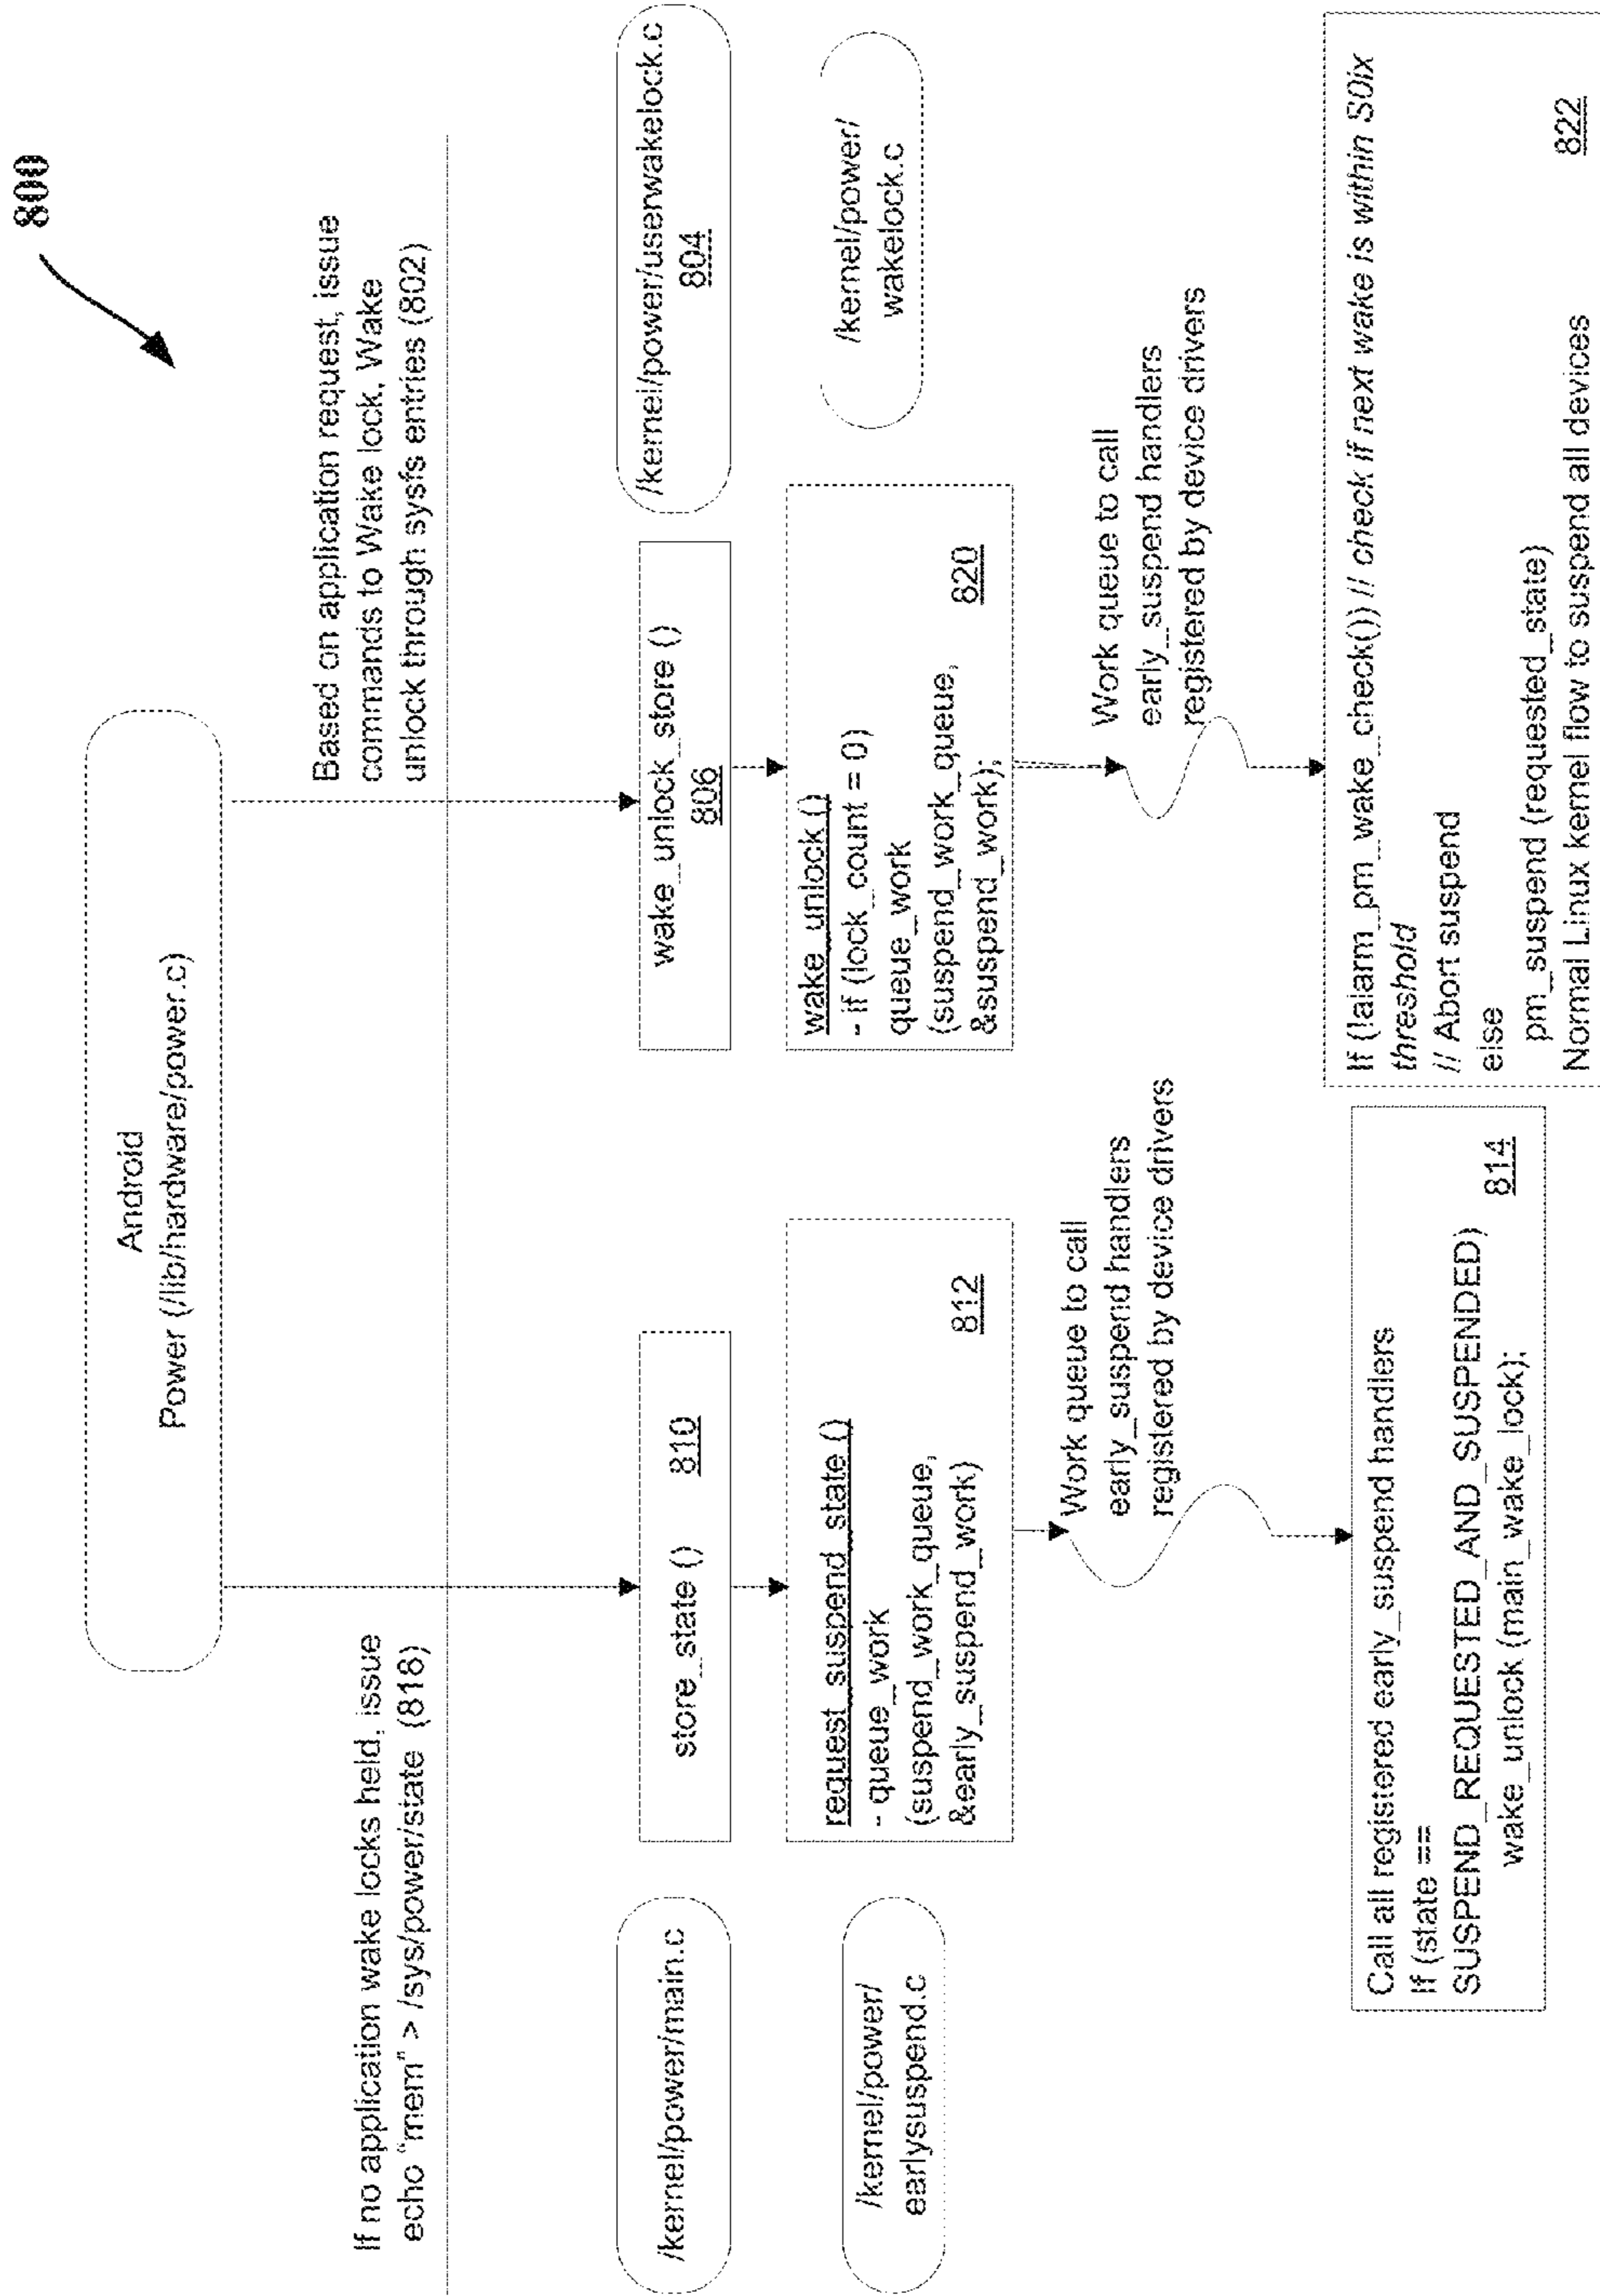 800
Android
Power (/lib/hardware/power.c)
If no application wake locks held, issue
echo "mem" > /sys/power/state (818)
Based on application request, issue
commands to Wake lock, Wake
unlock through sysfs entries (802)
/kernel/power/main.c
store_state () 810
wake_unlock_store ()
806
/kernel/power/userwakelock.c
804
/kernel/power/
earlysuspend.c
request_suspend_state ()
- queue_work
(suspend_work_queue,
&early_suspend_work)
812
wake_unlock ()
- if (lock_count = 0)
queue_work
(suspend_work_queue,
&suspend_work);
820
/kernel/power/
wakelock.c
Work queue to call
early_suspend handlers
registered by device drivers
Work queue to call
early_suspend handlers
registered by device drivers
Call all registered early_suspend handlers
If (state ==
SUSPEND_REQUESTED_AND_SUSPENDED)
wake_unlock (main_wake_lock);
814
If (!alarm_pm_wake_check()) // check if next wake is within S0ix
threshold
// Abort suspend
else
pm_suspend (requested_state)
Normal Linux kernel flow to suspend all devices
822